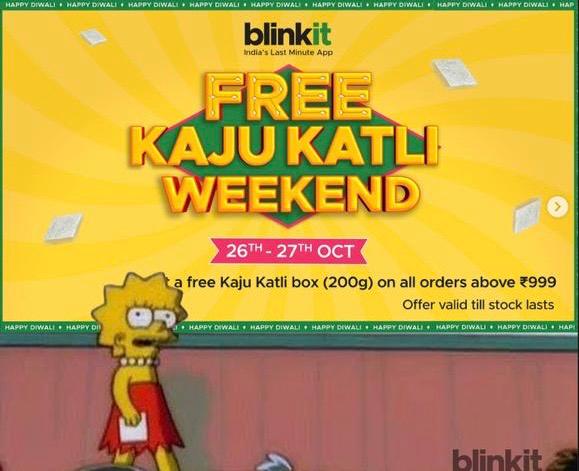 HAPPY DIWALI • HAPPY DIWALI • HAPPY DIWALI • HAPPY DIWALI • HAPPY DIWALI • HAPPY DIWALI • HAPPY DIWALI • HAPPY DIWALI • HAPPY DIWALI • HAP
blinkit
India's Last Minute App
FREE
KAJU KATLI
WEEKEND
26TH - 27TH OCT
a free Kaju Katli box (200g) on all orders above ₹999
Offer valid till stock lasts
HAPPY DIWALI • HAPPY DI
HAPPY DIWALI • HAPPY DIWALI • HAPPY DIWALI • HAPPY DIWALI • HAPPY DIWALI • HAPPY DIWALI • HAP
blinkit